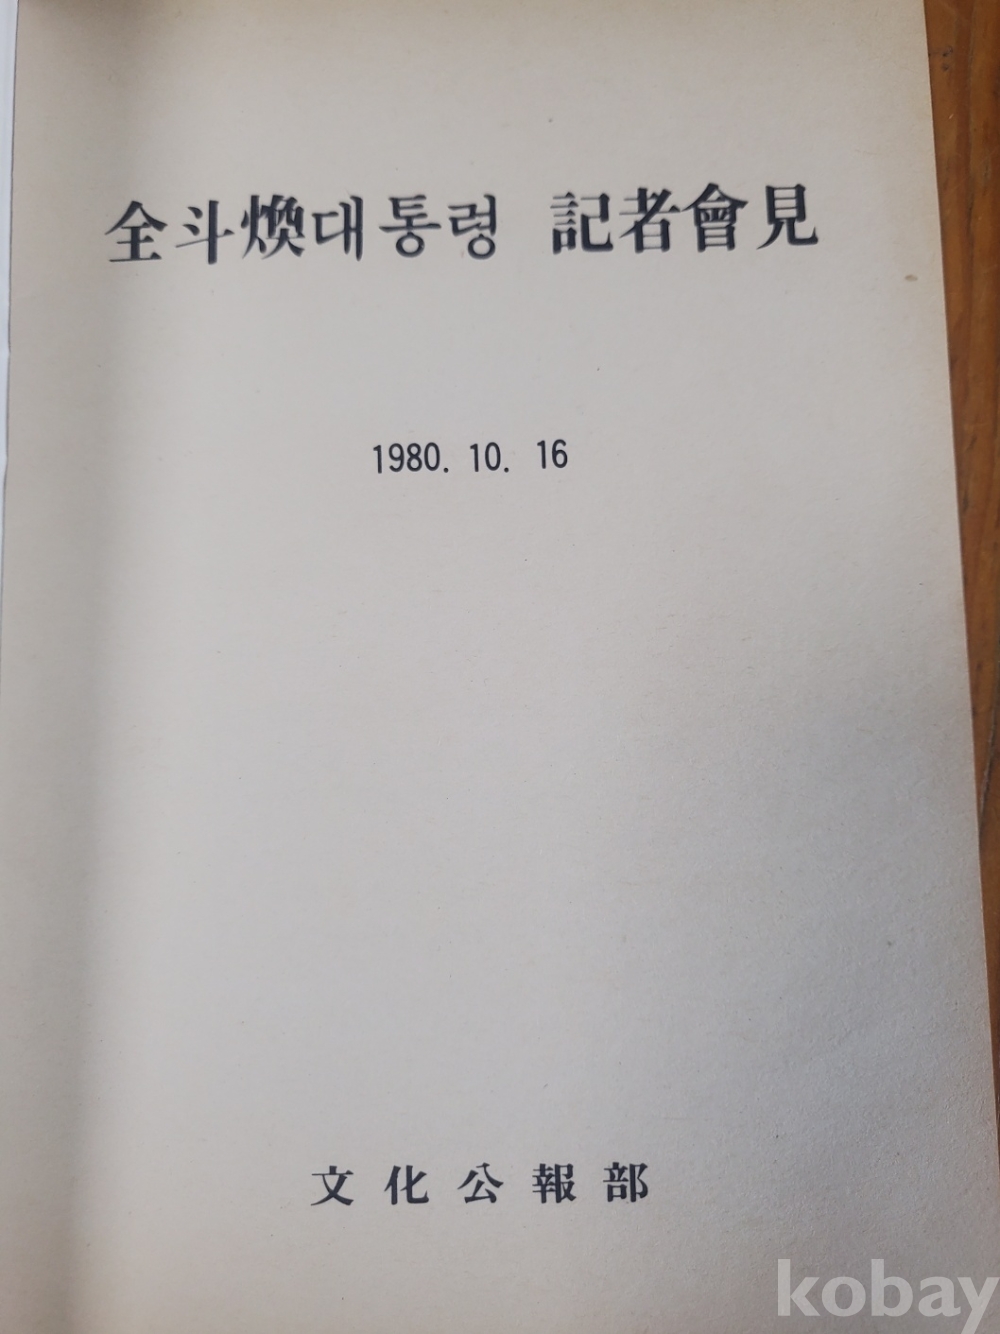 全斗煥대통령 記者會見
1980. 10. 16
文化公報部
kobay